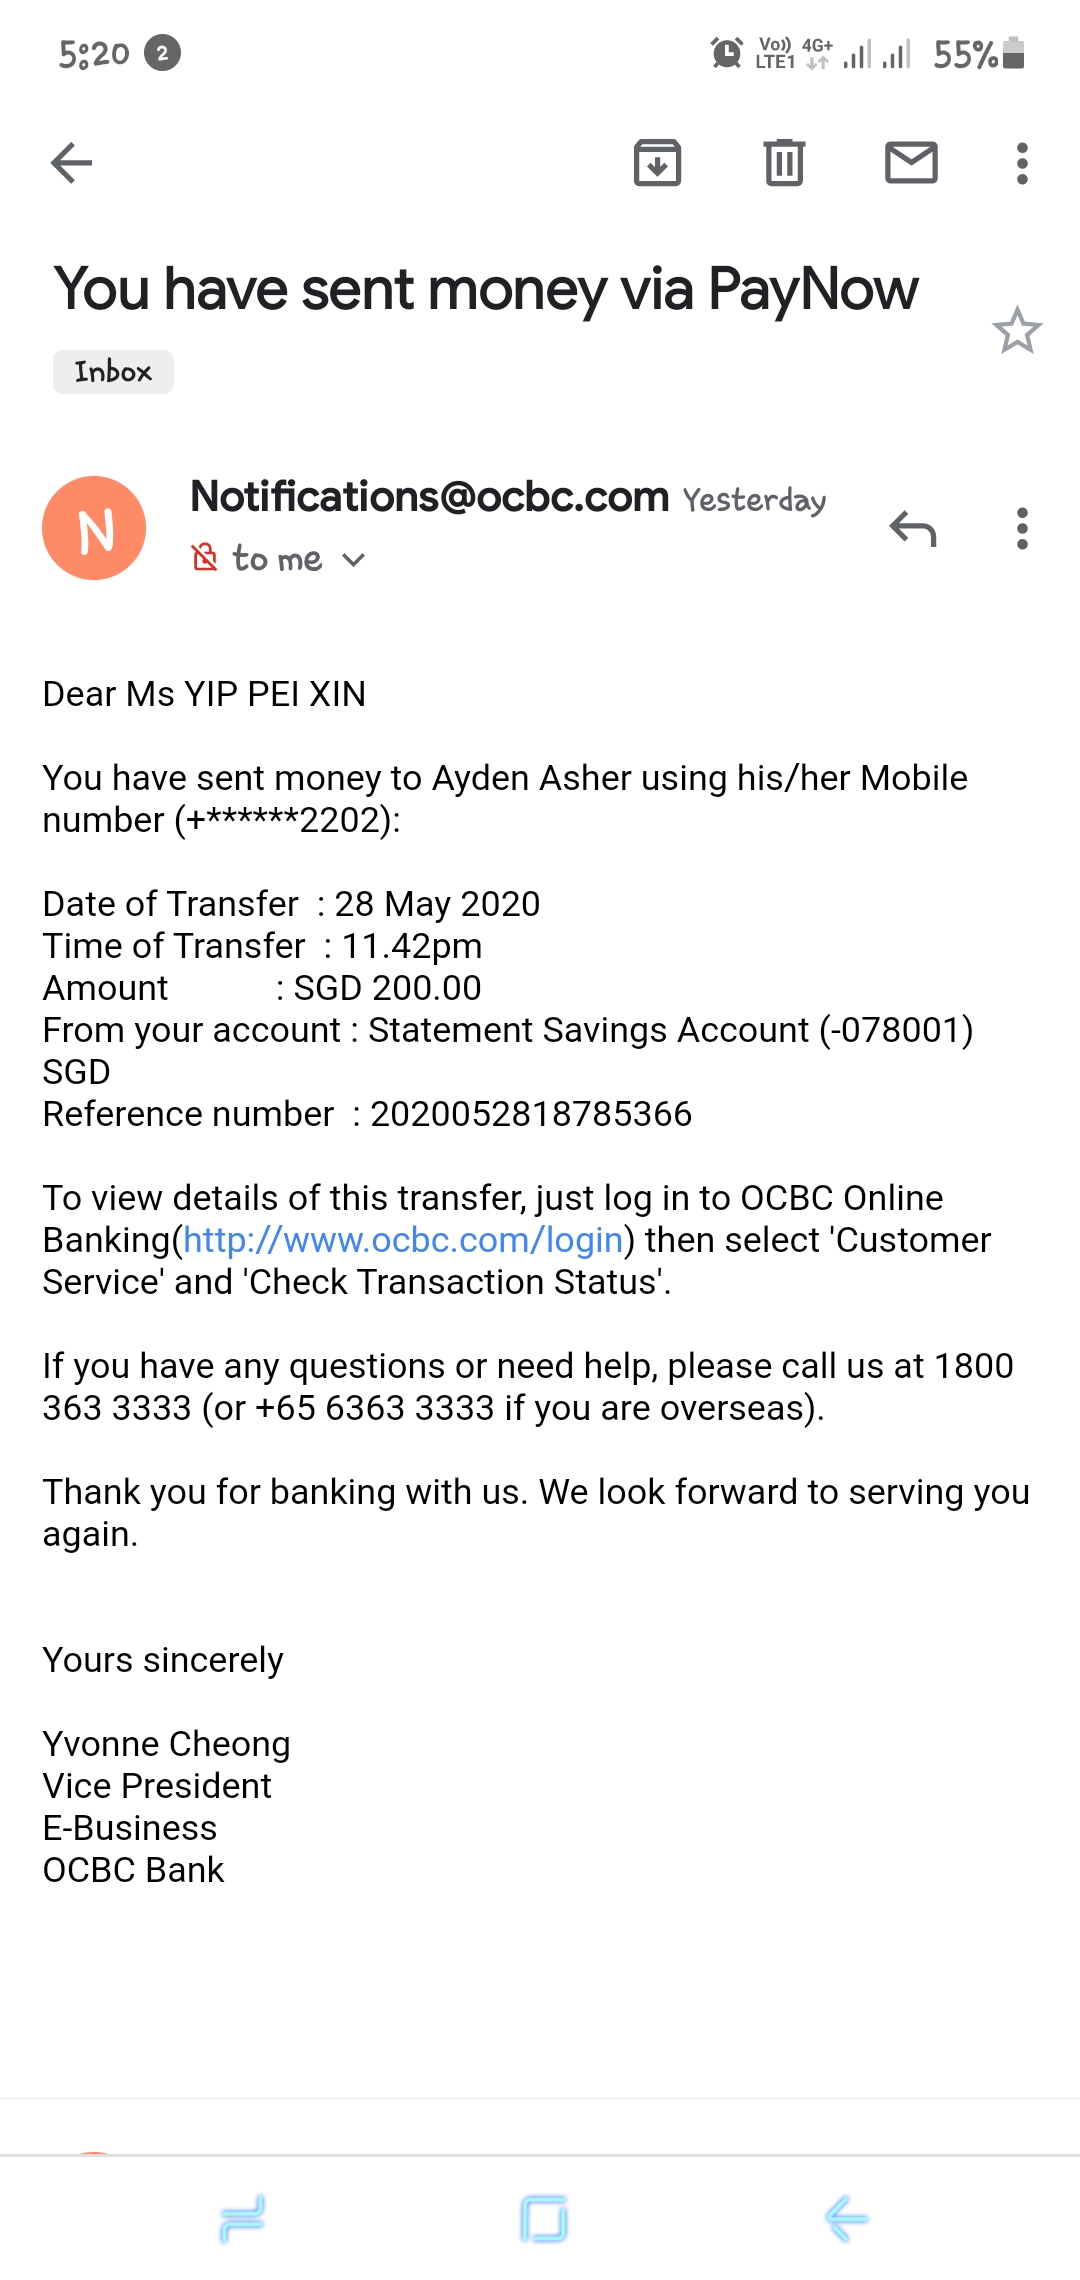 5:20 2 Vo)) LTE1 4G+ 55%
You have sent money via PayNow
Inbox
N
Notifications@ocbc.com Yesterday
to me
Dear Ms YIP PEI XIN
You have sent money to Ayden Asher using his/her Mobile
number (+******2202):
Date of Transfer : 28 May 2020
Time of Transfer : 11.42pm
Amount : SGD 200.00
From your account : Statement Savings Account (-078001)
SGD
Reference number : 2020052818785366
To view details of this transfer, just log in to OCBC Online
Banking(http://www.ocbc.com/login) then select 'Customer
Service' and 'Check Transaction Status'.
If you have any questions or need help, please call us at 1800
363 3333 (or +65 6363 3333 if you are overseas).
Thank you for banking with us. We look forward to serving you
again.
Yours sincerely
Yvonne Cheong
Vice President
E-Business
OCBC Bank